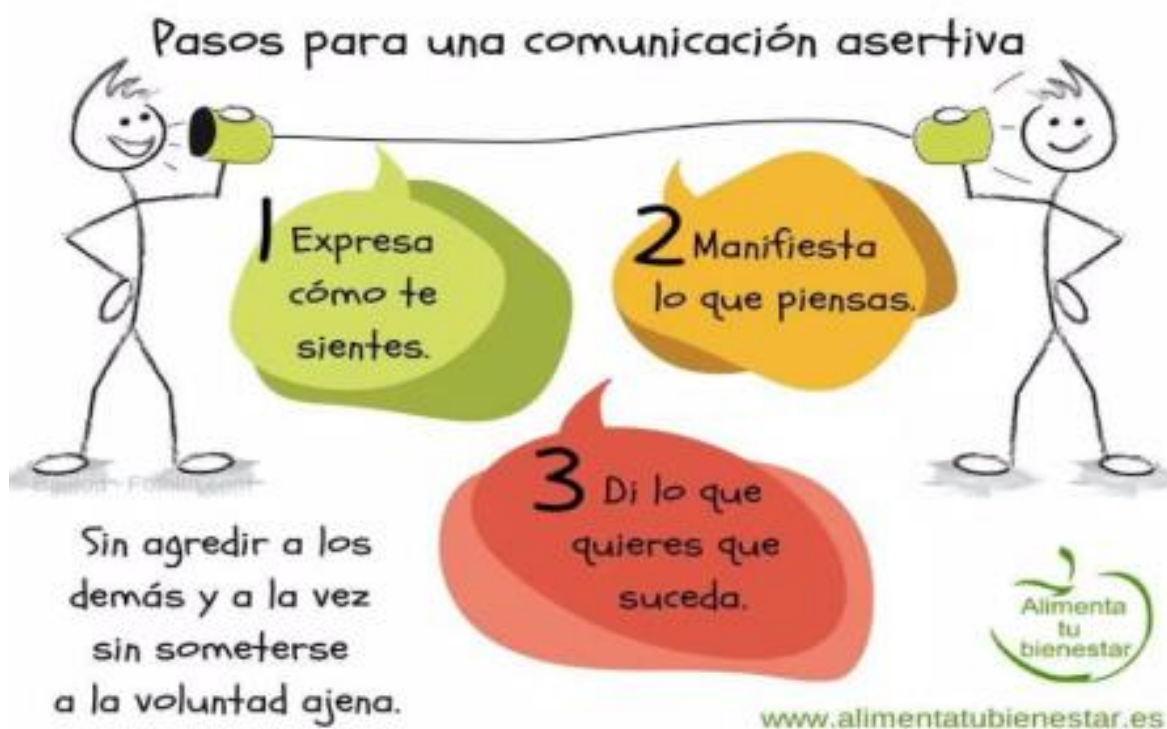 Pasos para una comunicación asertiva
1 Expresa
cómo te
sientes.
2 Manifiesta
lo que piensas.
3 Di lo que
quieres que
suceda.
Sin agredir a los
demás y a la vez
sin someterse
a la voluntad ajena.
Alimenta
tu
bienestar
www.alimentatubienestar.es